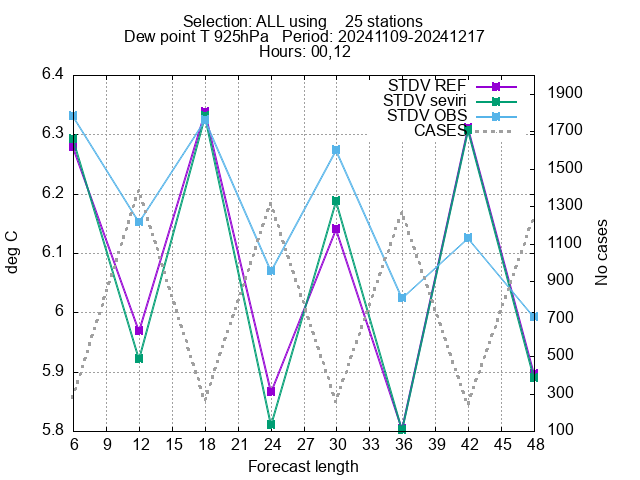 Selection: ALL using    25 stations
Dew point T 925hPa   Period: 20241109-20241217
Hours: 00,12
STDV REF
STDV seviri
STDV OBS
CASES
deg C
6.4
6.3
6.2
6.1
6
5.9
5.8
No cases
1900
1700
1500
1300
1100
900
700
500
300
100
6 9 12 15 18 21 24 27 30 33 36 39 42 45 48
Forecast length